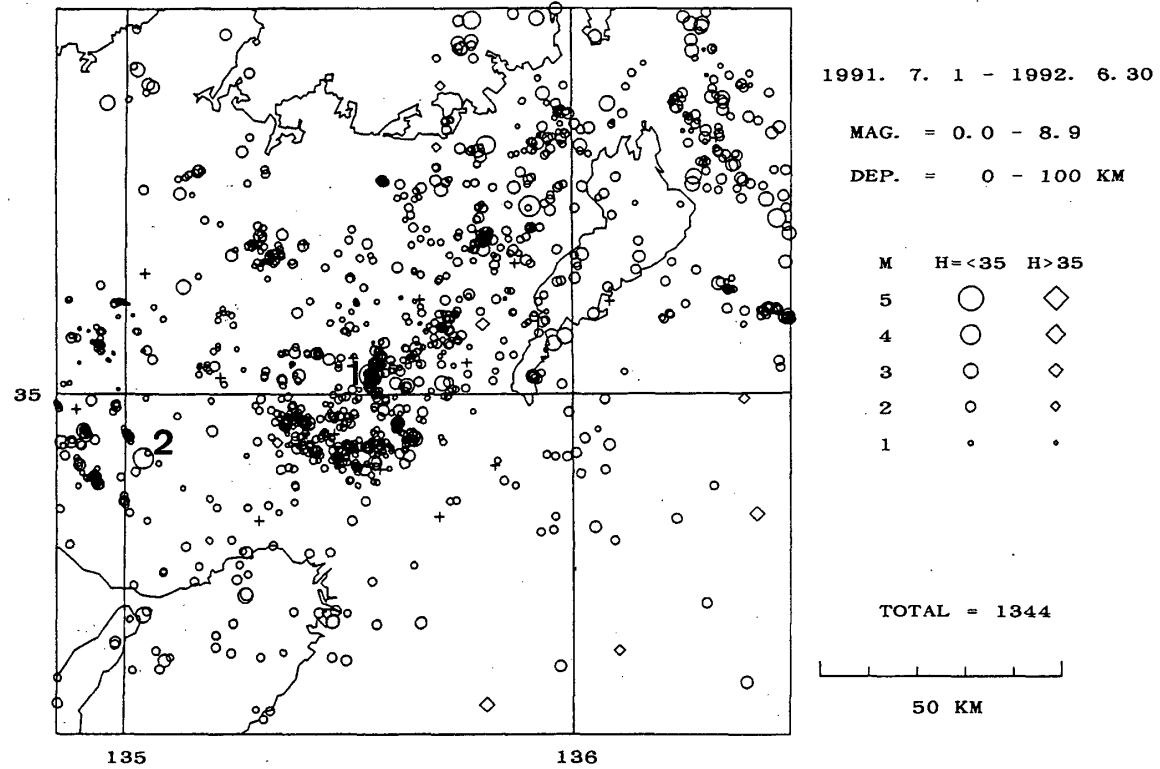 1991. 7. 1 - 1992. 6.30
MAG. = 0.0 - 8.9
DEP. = 0 - 100 KM
M H=<35 H>35
5
4
3
2
1
TOTAL = 1344
50 KM
1
35
2
135 136